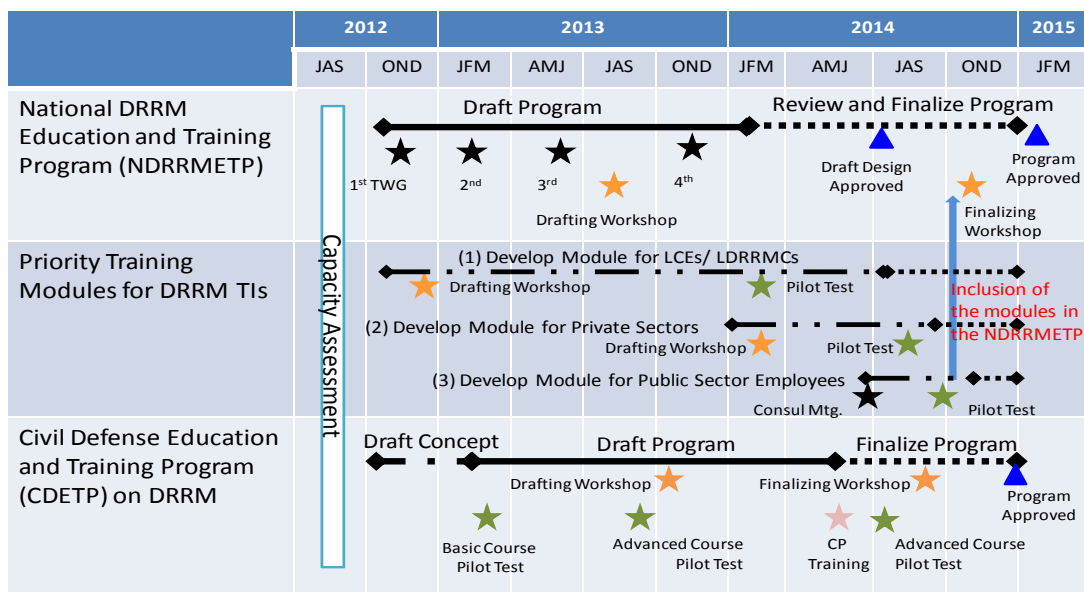 2012 2013 2014 2015
JAS OND JFM AMJ JAS OND JFM AMJ JAS OND JFM
National DRRM
Education and Training
Program (NDRRMETP)
Draft Program
Review and Finalize Program
1st TWG
2nd
3rd
4th
Drafting Workshop
Draft Design
Approved
Program
Approved
Finalizing
Workshop
Capacity Assessment
Priority Training
Modules for DRRM TIs
(1) Develop Module for LCEs/ LDRRMCs
Drafting Workshop
Pilot Test
Inclusion of
the modules in
the NDRRMETP
(2) Develop Module for Private Sectors
Drafting Workshop
Pilot Test
(3) Develop Module for Public Sector Employees
Consul Mtg.
Pilot Test
Civil Defense Education
and Training Program
(CDETP) on DRRM
Draft Concept
Draft Program
Finalize Program
Drafting Workshop
Finalizing Workshop
Program
Approved
Basic Course
Pilot Test
Advanced Course
Pilot Test
CP
Training
Advanced Course
Pilot Test